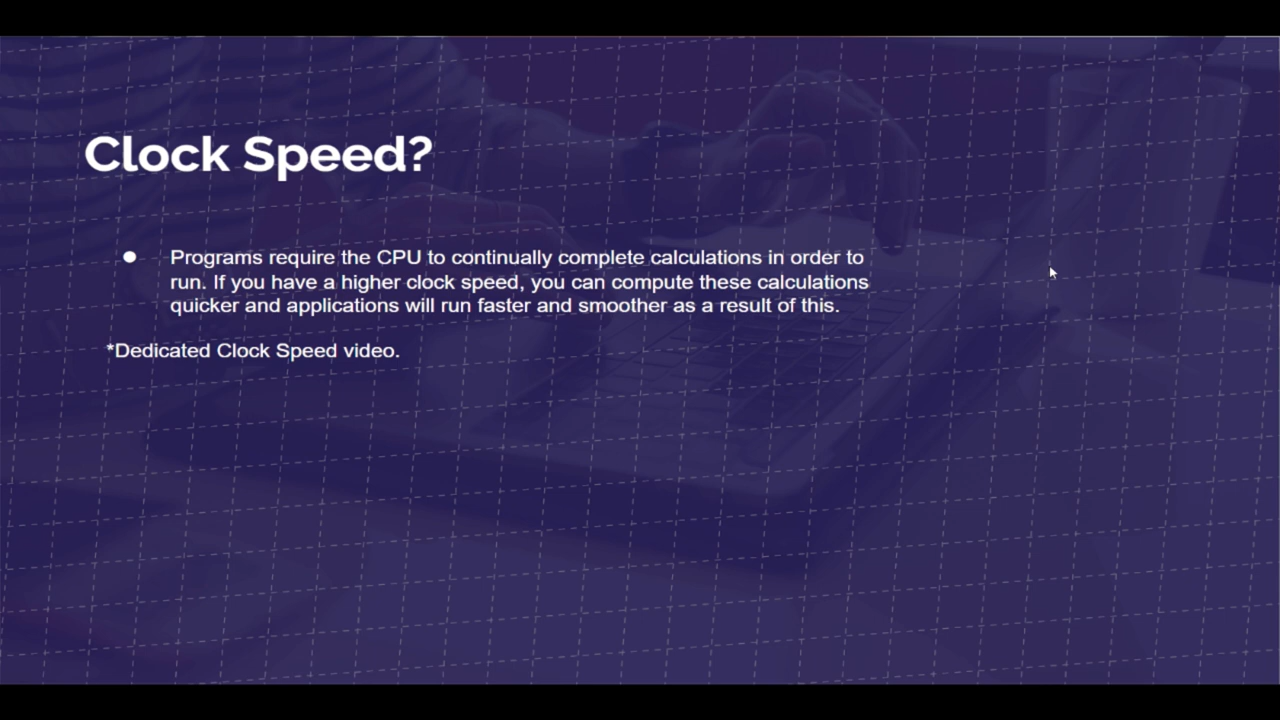 Clock Speed?
● Programs require the CPU to continually complete calculations in order to
run. If you have a higher clock speed, you can compute these calculations
quicker and applications will run faster and smoother as a result of this.
*Dedicated Clock Speed video.